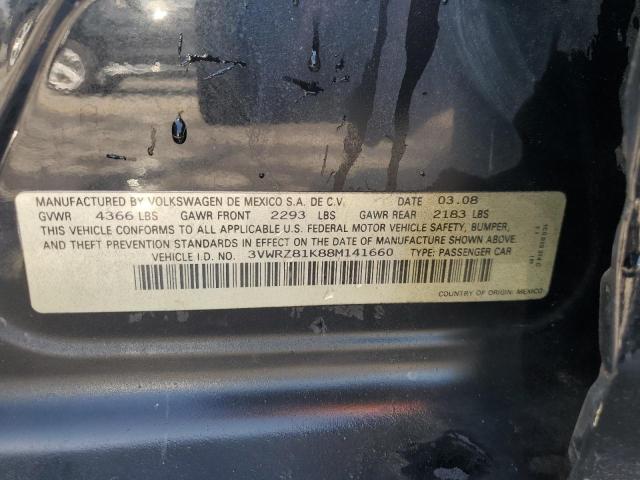 MANUFACTURED BY VOLKSWAGEN DE MEXICO S.A. DE C.V. DATE 03.08
GVWR 4366 LBS GAWR FRONT 2293 LBS GAWR REAR 2183 LBS
THIS VEHICLE CONFORMS TO ALL APPLICABLE U.S. FEDERAL MOTOR VEHICLE SAFETY, BUMPER,
AND THEFT PREVENTION STANDARDS IN EFFECT ON THE DATE OF MANUFACTURE SHOWN ABOVE.
VEHICLE I.D. NO. 3VWRZ81K88M141660 TYPE: PASSENGER CAR
COUNTRY OF ORIGIN: MEXICO